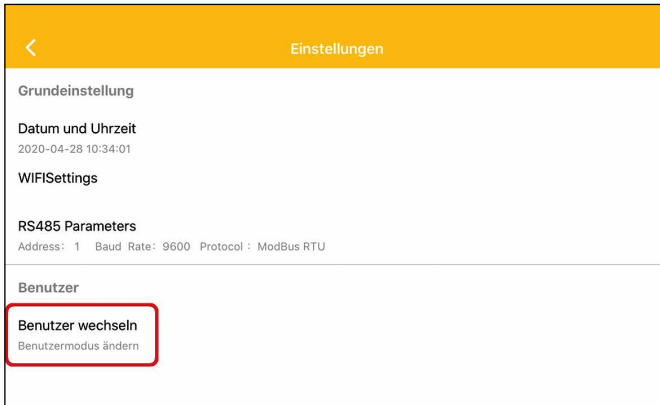 Einstellungen
Grundeinstellung
Datum und Uhrzeit
2020-04-28 10:34:01
WIFISettings
RS485 Parameters
Address: 1 Baud Rate: 9600 Protocol : ModBus RTU
Benutzer
Benutzer wechseln
Benutzermodus ändern